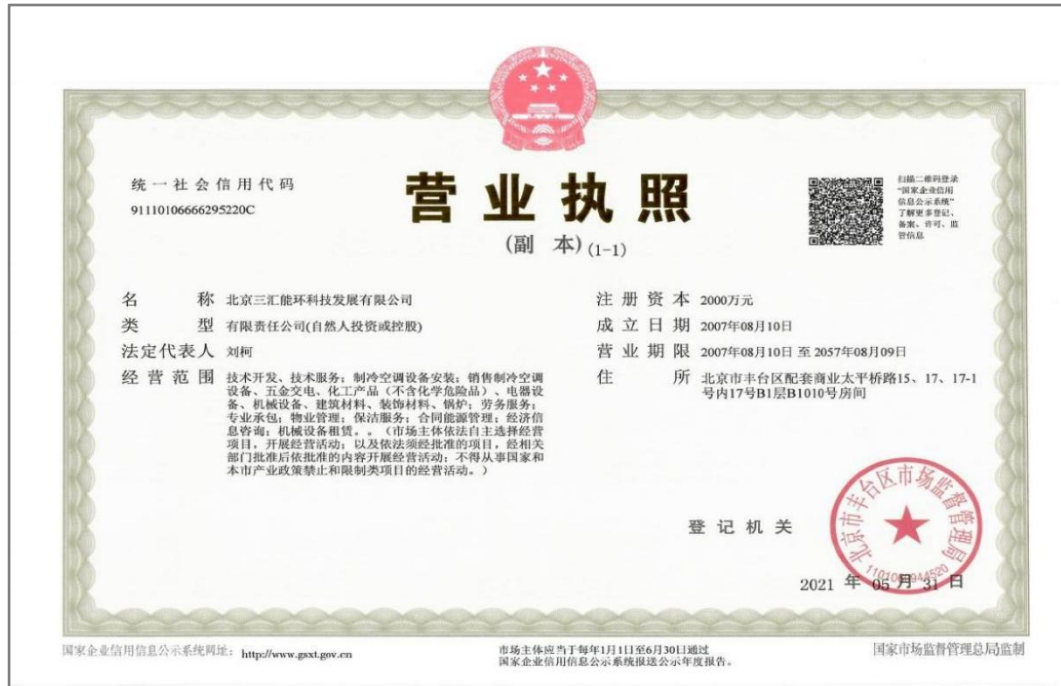 统一社会信用代码
91110106666295220C
营业执照
(副 本)(1-1)
扫描二维码登录
“国家企业信用
信息公示系统”
了解更多登记、
备案、许可、监
管信息
名 称 北京三汇能环科技发展有限公司
类 型 有限责任公司(自然人投资或控股)
法定代表人 刘柯
经营范围 技术开发、技术服务；制冷空调设备安装；销售制冷空调
设备、五金交电、化工产品（不含化学危险品）、电器设
备、机械设备、建筑材料、装饰材料、锅炉；劳务服务；
专业承包；物业管理；保洁服务；合同能源管理；经济信
息咨询；机械设备租赁。。（市场主体依法自主选择经营
项目，开展经营活动；以及依法须经批准的项目，经相关
部门批准后依批准的内容开展经营活动；不得从事国家和
本市产业政策禁止和限制类项目的经营活动。）
注册资本 2000万元
成立日期 2007年08月10日
营业期限 2007年08月10日 至 2057年08月09日
住 所 北京市丰台区配套商业太平桥路15、17、17-1
号内17号B1层B1010号房间
登记机关
北京市丰台区市场监督管理局
2021 年 05 月 31 日
国家企业信用信息公示系统网址：http://www.gsxt.gov.cn
市场主体应当于每年1月1日至6月30日通过
国家企业信用信息公示系统报送公示年度报告。
国家市场监督管理总局监制